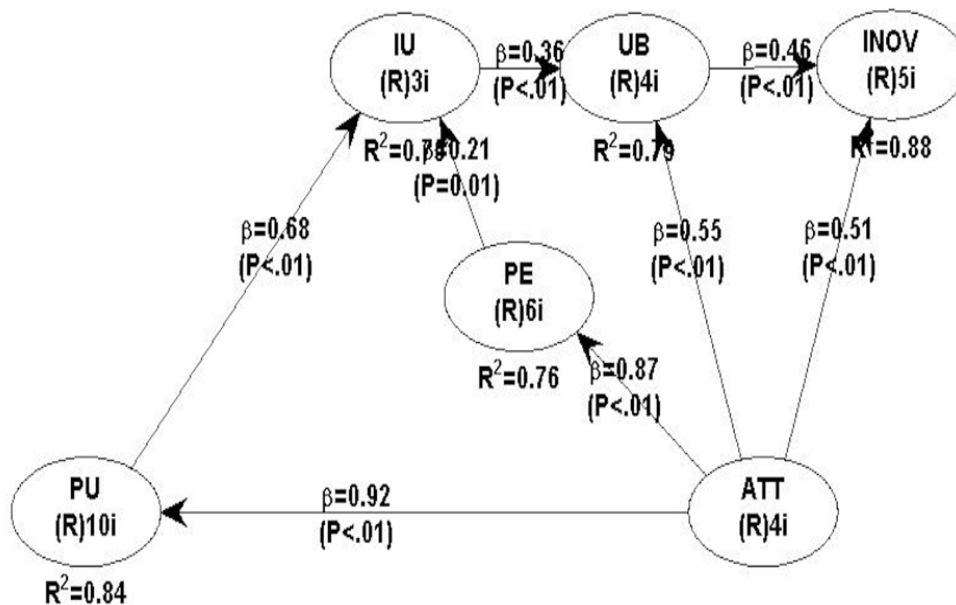 IU
(R)3i
β=0.36
(P<.01)
UB
(R)4i
β=0.46
(P<.01)
INOV
(R)5i
R²=0.79
R²=0.88
β=0.21
(P=0.01)
β=0.68
(P<.01)
PE
(R)6i
R²=0.76
β=0.55
(P<.01)
β=0.51
(P<.01)
β=0.87
(P<.01)
PU
(R)10i
R²=0.84
β=0.92
(P<.01)
ATT
(R)4i